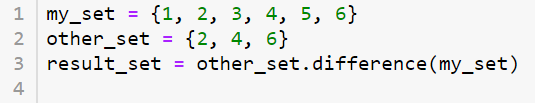 1 my_set = {1, 2, 3, 4, 5, 6}
2 other_set = {2, 4, 6}
3 result_set = other_set.difference(my_set)
4